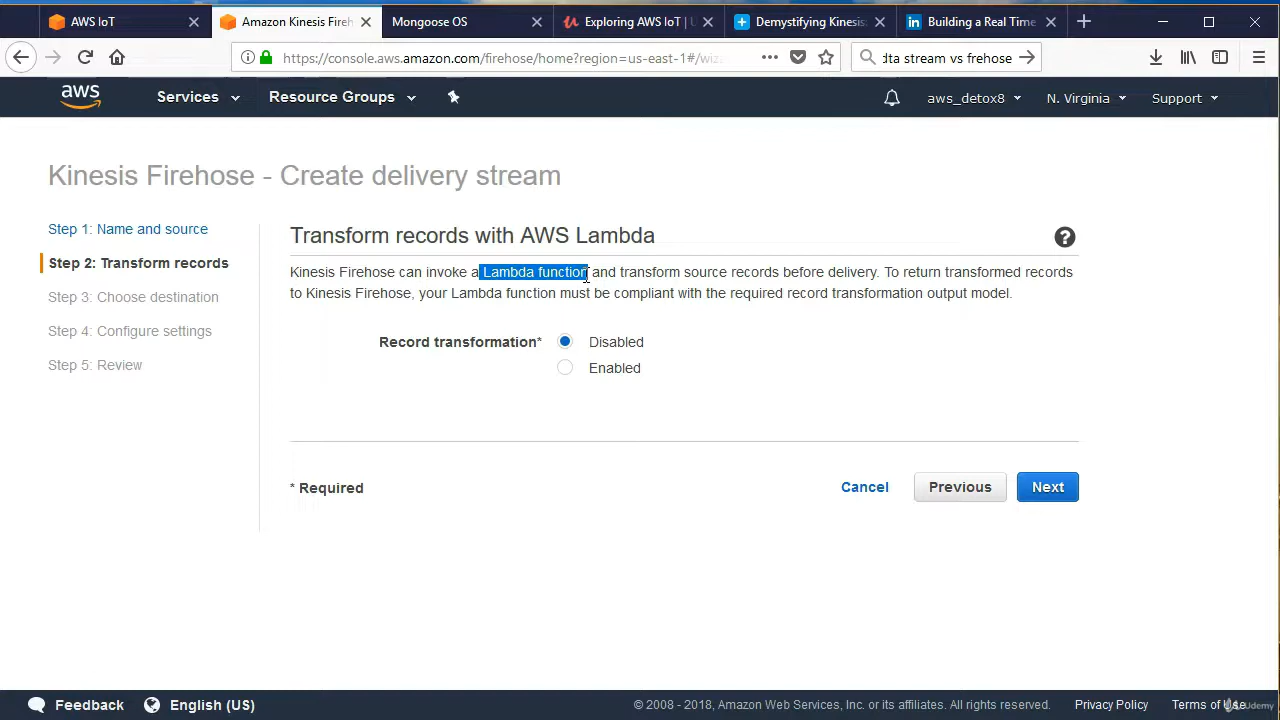 AWS IoT
Amazon Kinesis Fireh
Mongoose OS
Exploring AWS IoT | U
Demystifying Kinesis
Building a Real Time
https://console.aws.amazon.com/firehose/home?region=us-east-1#/wiz
dta stream vs frehose
aws
Services
Resource Groups
aws_detox8
N. Virginia
Support
Kinesis Firehose - Create delivery stream
Step 1: Name and source
Step 2: Transform records
Step 3: Choose destination
Step 4: Configure settings
Step 5: Review
Transform records with AWS Lambda
Kinesis Firehose can invoke a Lambda function and transform source records before delivery. To return transformed records
to Kinesis Firehose, your Lambda function must be compliant with the required record transformation output model.
Record transformation*
Disabled
Enabled
* Required
Cancel
Previous
Next
Feedback
English (US)
© 2008 - 2018, Amazon Web Services, Inc. or its affiliates. All rights reserved.
Privacy Policy
Terms of Use
Udemy